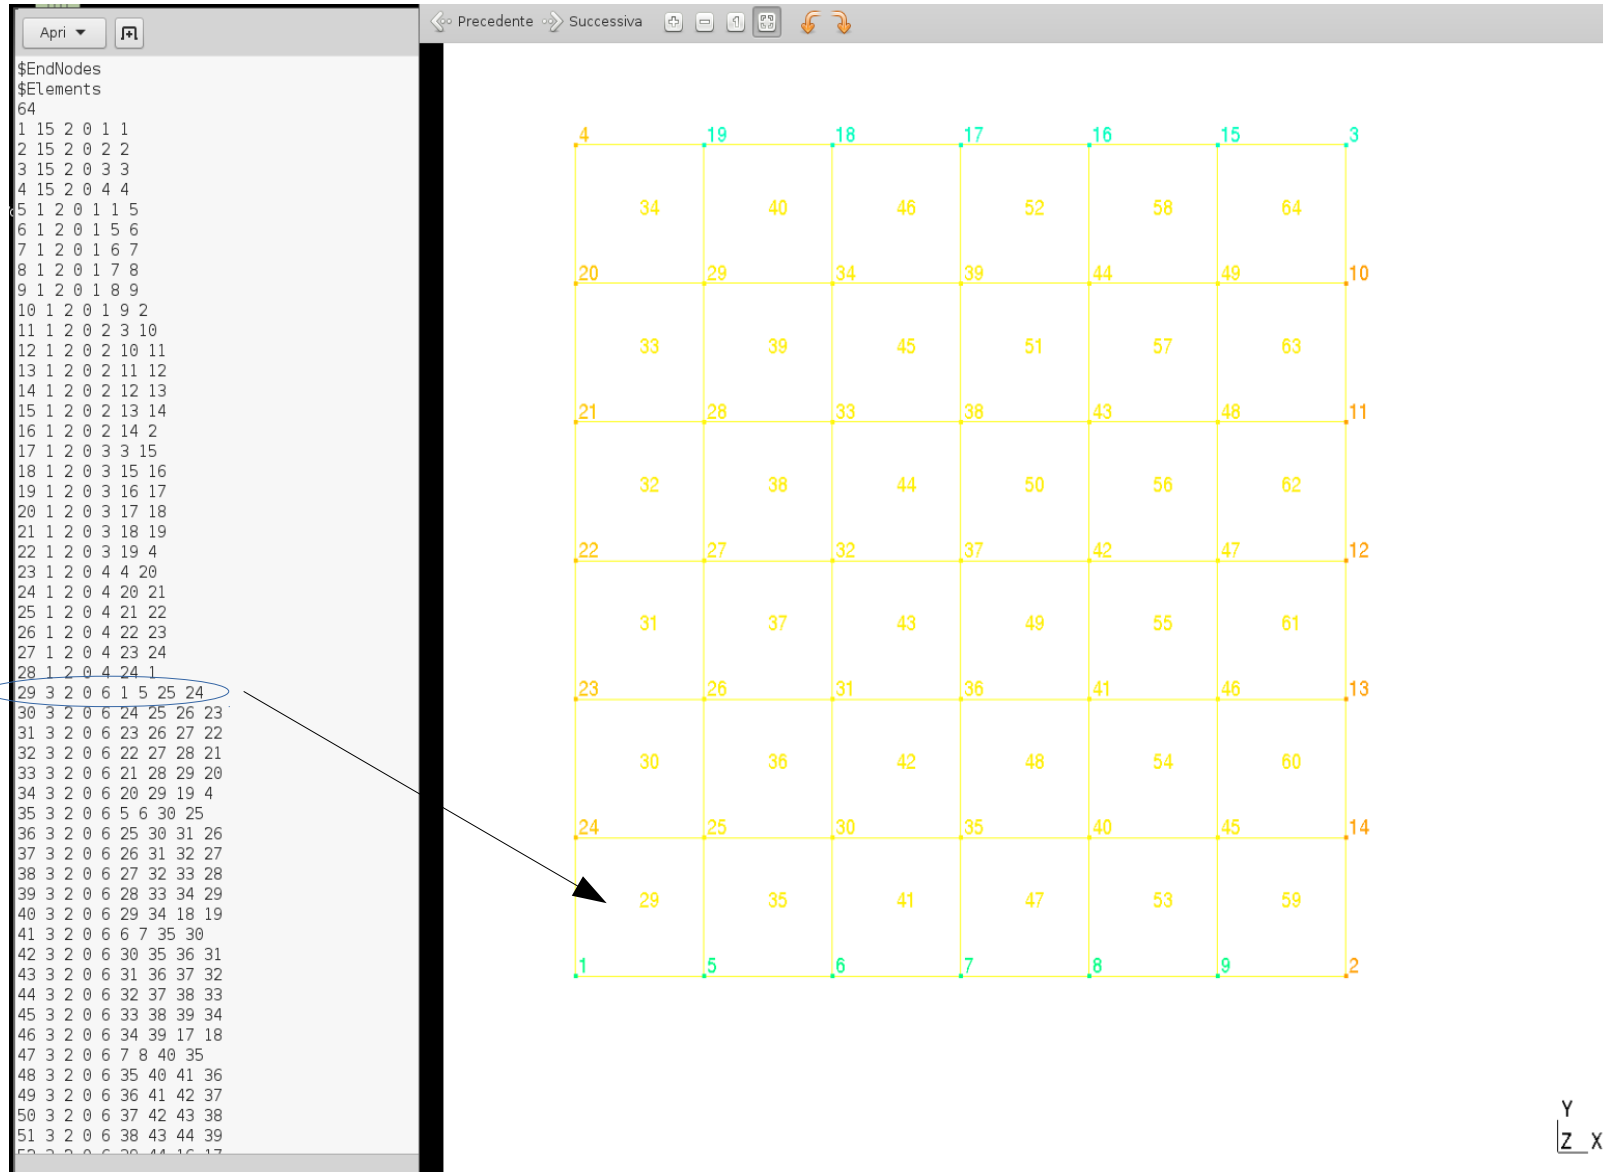 Apri
Precedente Successiva
$EndNodes
$Elements
64
1 15 2 0 1 1
2 15 2 0 2 2
3 15 2 0 3 3
4 15 2 0 4 4
5 1 2 0 1 1 5
6 1 2 0 1 5 6
7 1 2 0 1 6 7
8 1 2 0 1 7 8
9 1 2 0 1 8 9
10 1 2 0 1 9 2
11 1 2 0 2 3 10
12 1 2 0 2 10 11
13 1 2 0 2 11 12
14 1 2 0 2 12 13
15 1 2 0 2 13 14
16 1 2 0 2 14 2
17 1 2 0 3 3 15
18 1 2 0 3 15 16
19 1 2 0 3 16 17
20 1 2 0 3 17 18
21 1 2 0 3 18 19
22 1 2 0 3 19 4
23 1 2 0 4 4 20
24 1 2 0 4 20 21
25 1 2 0 4 21 22
26 1 2 0 4 22 23
27 1 2 0 4 23 24
28 1 2 0 4 24 1
29 3 2 0 6 1 5 25 24
30 3 2 0 6 24 25 26 23
31 3 2 0 6 23 26 27 22
32 3 2 0 6 22 27 28 21
33 3 2 0 6 21 28 29 20
34 3 2 0 6 20 29 19 4
35 3 2 0 6 5 6 30 25
36 3 2 0 6 25 30 31 26
37 3 2 0 6 26 31 32 27
38 3 2 0 6 27 32 33 28
39 3 2 0 6 28 33 34 29
40 3 2 0 6 29 34 18 19
41 3 2 0 6 6 7 35 30
42 3 2 0 6 30 35 36 31
43 3 2 0 6 31 36 37 32
44 3 2 0 6 32 37 38 33
45 3 2 0 6 33 38 39 34
46 3 2 0 6 34 39 17 18
47 3 2 0 6 7 8 40 35
48 3 2 0 6 35 40 41 36
49 3 2 0 6 36 41 42 37
50 3 2 0 6 37 42 43 38
51 3 2 0 6 38 43 44 39
4 19 18 17 16 15 3
34 40 46 52 58 64
20 29 34 39 44 49 10
33 39 45 51 57 63
21 28 33 38 43 48 11
32 38 44 50 56 62
22 27 32 37 42 47 12
31 37 43 49 55 61
23 26 31 36 41 46 13
30 36 42 48 54 60
24 25 30 35 40 45 14
29 35 41 47 53 59
1 5 6 7 8 9 2
Y
Z X